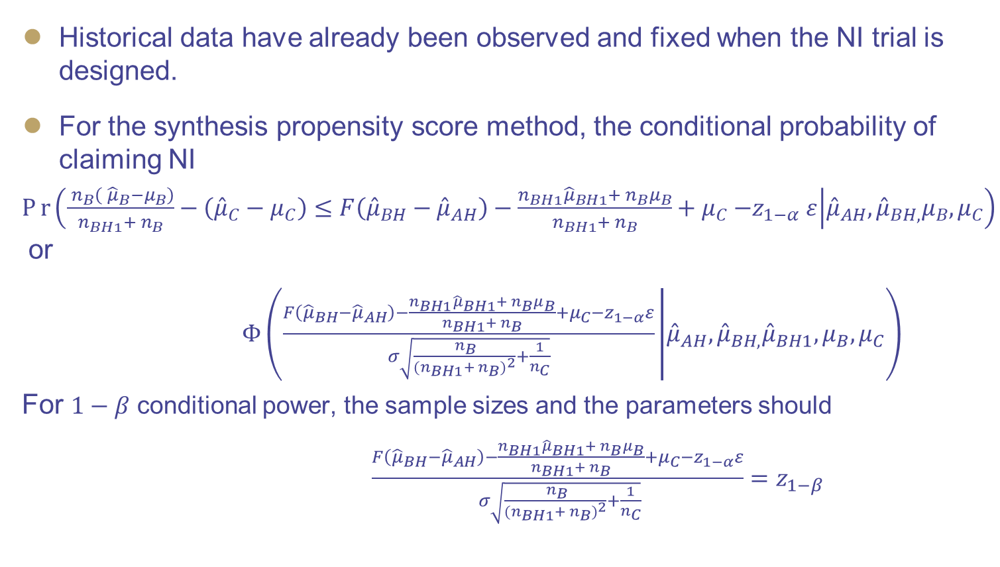 ● Historical data have already been observed and fixed when the NI trial is
designed.
● For the synthesis propensity score method, the conditional probability of
claiming NI
$\Pr\left(\frac{n_B(\hat{\mu}_B-\mu_B)}{n_{BH1}+n_B}-(\hat{\mu}_C-\mu_C)\leq F(\hat{\mu}_{BH}-\hat{\mu}_{AH})-\frac{n_{BH1}\hat{\mu}_{BH1}+n_B\mu_B}{n_{BH1}+n_B}+\mu_C-z_{1-\alpha}\,\varepsilon\middle|\hat{\mu}_{AH},\hat{\mu}_{BH,}\mu_B,\mu_C\right)$
or
$\Phi\left(\frac{F(\hat{\mu}_{BH}-\hat{\mu}_{AH})-\frac{n_{BH1}\hat{\mu}_{BH1}+n_B\mu_B}{n_{BH1}+n_B}+\mu_C-z_{1-\alpha}\varepsilon}{\sigma\sqrt{\frac{n_B}{(n_{BH1}+n_B)^2}+\frac{1}{n_C}}}\middle|\hat{\mu}_{AH},\hat{\mu}_{BH,}\hat{\mu}_{BH1},\mu_B,\mu_C\right)$
For $1-\beta$ conditional power, the sample sizes and the parameters should
$\frac{F(\hat{\mu}_{BH}-\hat{\mu}_{AH})-\frac{n_{BH1}\hat{\mu}_{BH1}+n_B\mu_B}{n_{BH1}+n_B}+\mu_C-z_{1-\alpha}\varepsilon}{\sigma\sqrt{\frac{n_B}{(n_{BH1}+n_B)^2}+\frac{1}{n_C}}}=z_{1-\beta}$